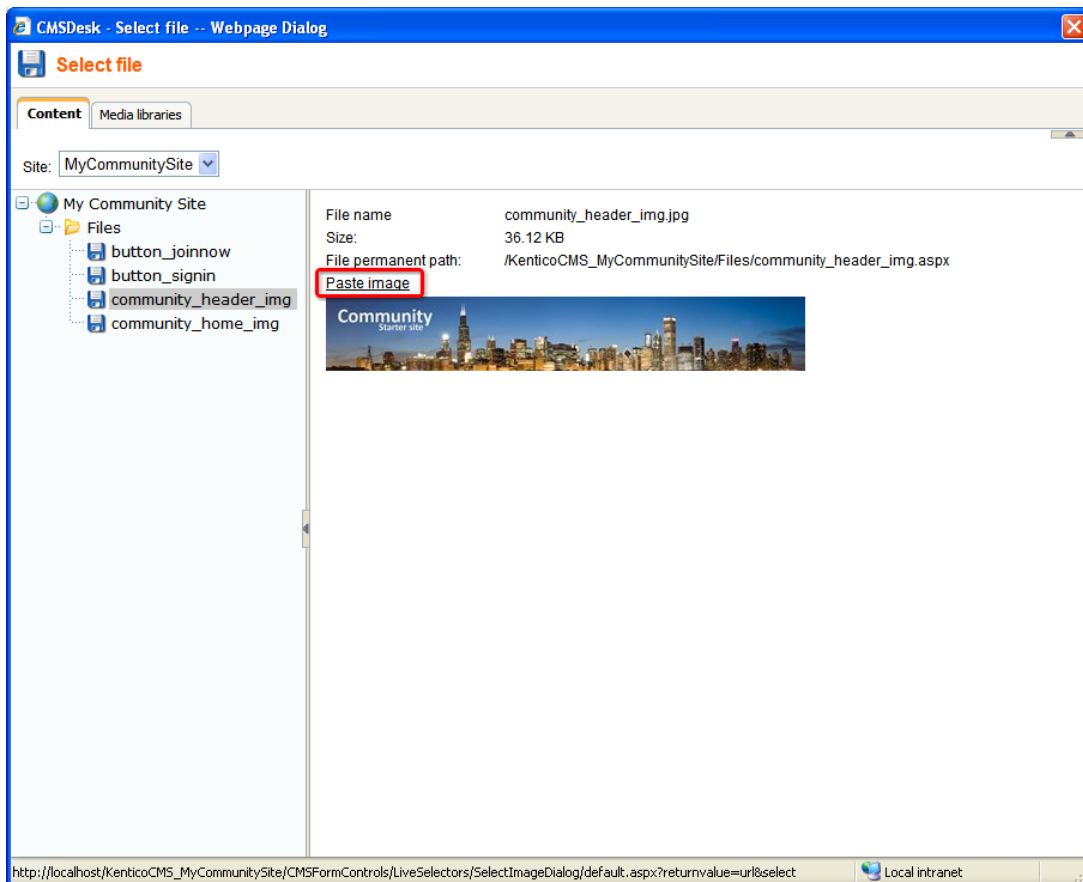 CMSDesk - Select file -- Webpage Dialog
Select file
Content Media libraries
Site: MyCommunitySite
My Community Site
Files
button_joinnow
button_signin
community_header_img
community_home_img
File name community_header_img.jpg
Size: 36.12 KB
File permanent path: /KenticoCMS_MyCommunitySite/Files/community_header_img.aspx
Paste image
Community
Starter site
http://localhost/KenticoCMS_MyCommunitySite/CMSFormControls/LiveSelectors/SelectImageDialog/default.aspx?returnvalue=url&select Local intranet